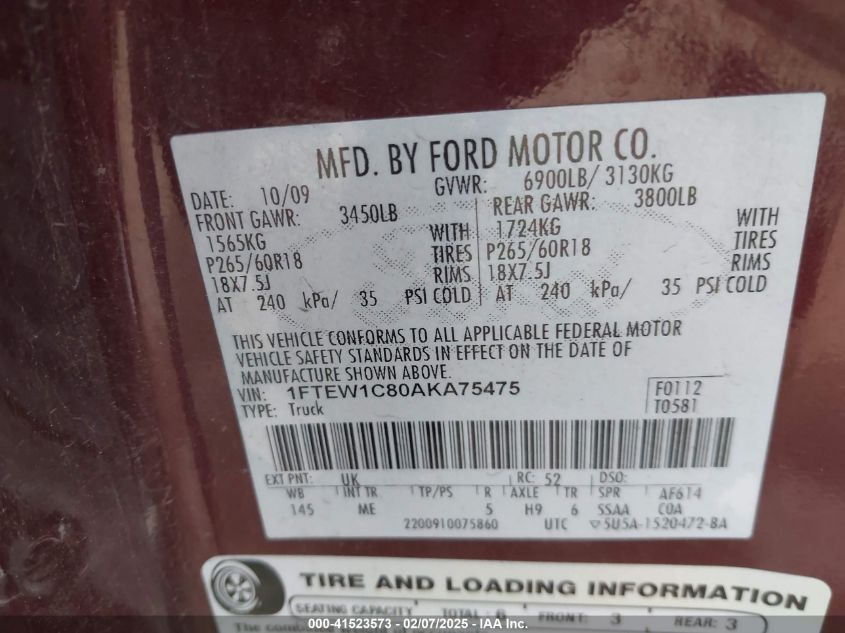 MFD. BY FORD MOTOR CO.
DATE: 10/09 GVWR: 6900LB/ 3130KG
FRONT GAWR: 3450LB REAR GAWR: 3800LB
1565KG WITH 1724KG WITH
P265/60R18 TIRES P265/60R18 TIRES
18X7.5J RIMS 18X7.5J RIMS
AT 240 kPa/ 35 PSI COLD AT 240 kPa/ 35 PSI COLD
THIS VEHICLE CONFORMS TO ALL APPLICABLE FEDERAL MOTOR
VEHICLE SAFETY STANDARDS IN EFFECT ON THE DATE OF
MANUFACTURE SHOWN ABOVE.
VIN: 1FTEW1C80AKA75475 F0112
TYPE: Truck T0581
EXT PNT: UK RC: 52 DSO:
WB INT TR TP/PS R AXLE TR SPR AF614
145 ME 5 H9 6 SSAA COA
2200910075860 UTC ▽5U5A-1520472-BA
TIRE AND LOADING INFORMATION
SEATING CAPACITY TOTAL: 6 FRONT: 3 REAR: 3
The combined
000-41523573 - 02/07/2025 - IAA, Inc.